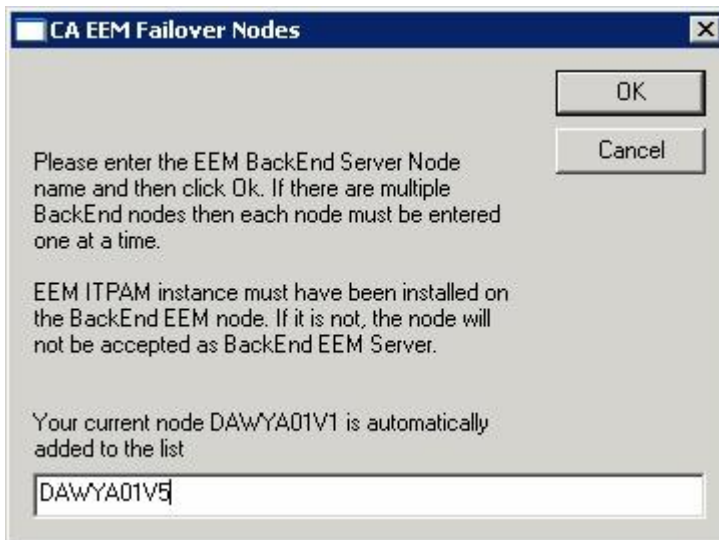 CA EEM Failover Nodes
OK
Cancel
Please enter the EEM BackEnd Server Node
name and then click Ok. If there are multiple
BackEnd nodes then each node must be entered
one at a time.
EEM ITPAM instance must have been installed on
the BackEnd EEM node. If it is not, the node will
not be accepted as BackEnd EEM Server.
Your current node DAWYA01V1 is automatically
added to the list
DAWYA01V5